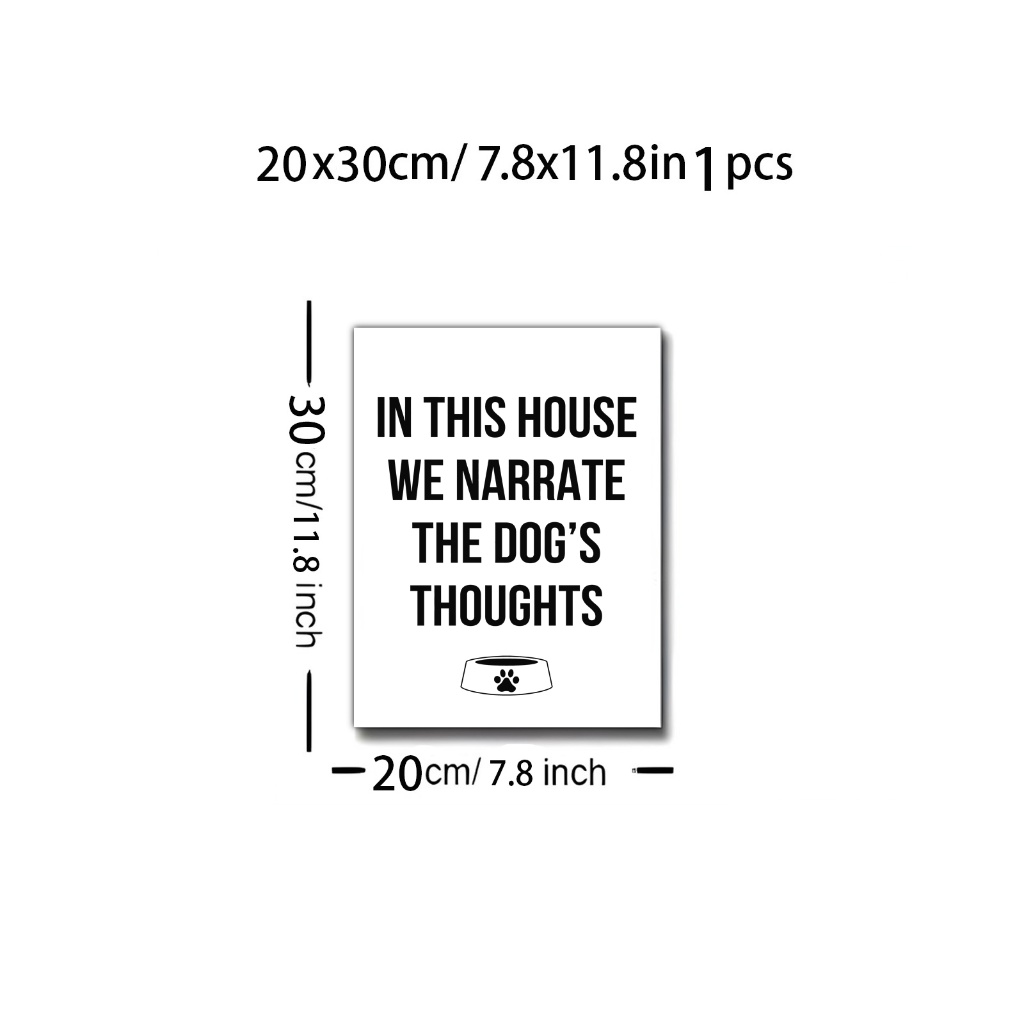 20x30cm/ 7.8x11.8in 1 pcs
30cm/11.8 inch
IN THIS HOUSE
WE NARRATE
THE DOG’S
THOUGHTS
20cm/ 7.8 inch